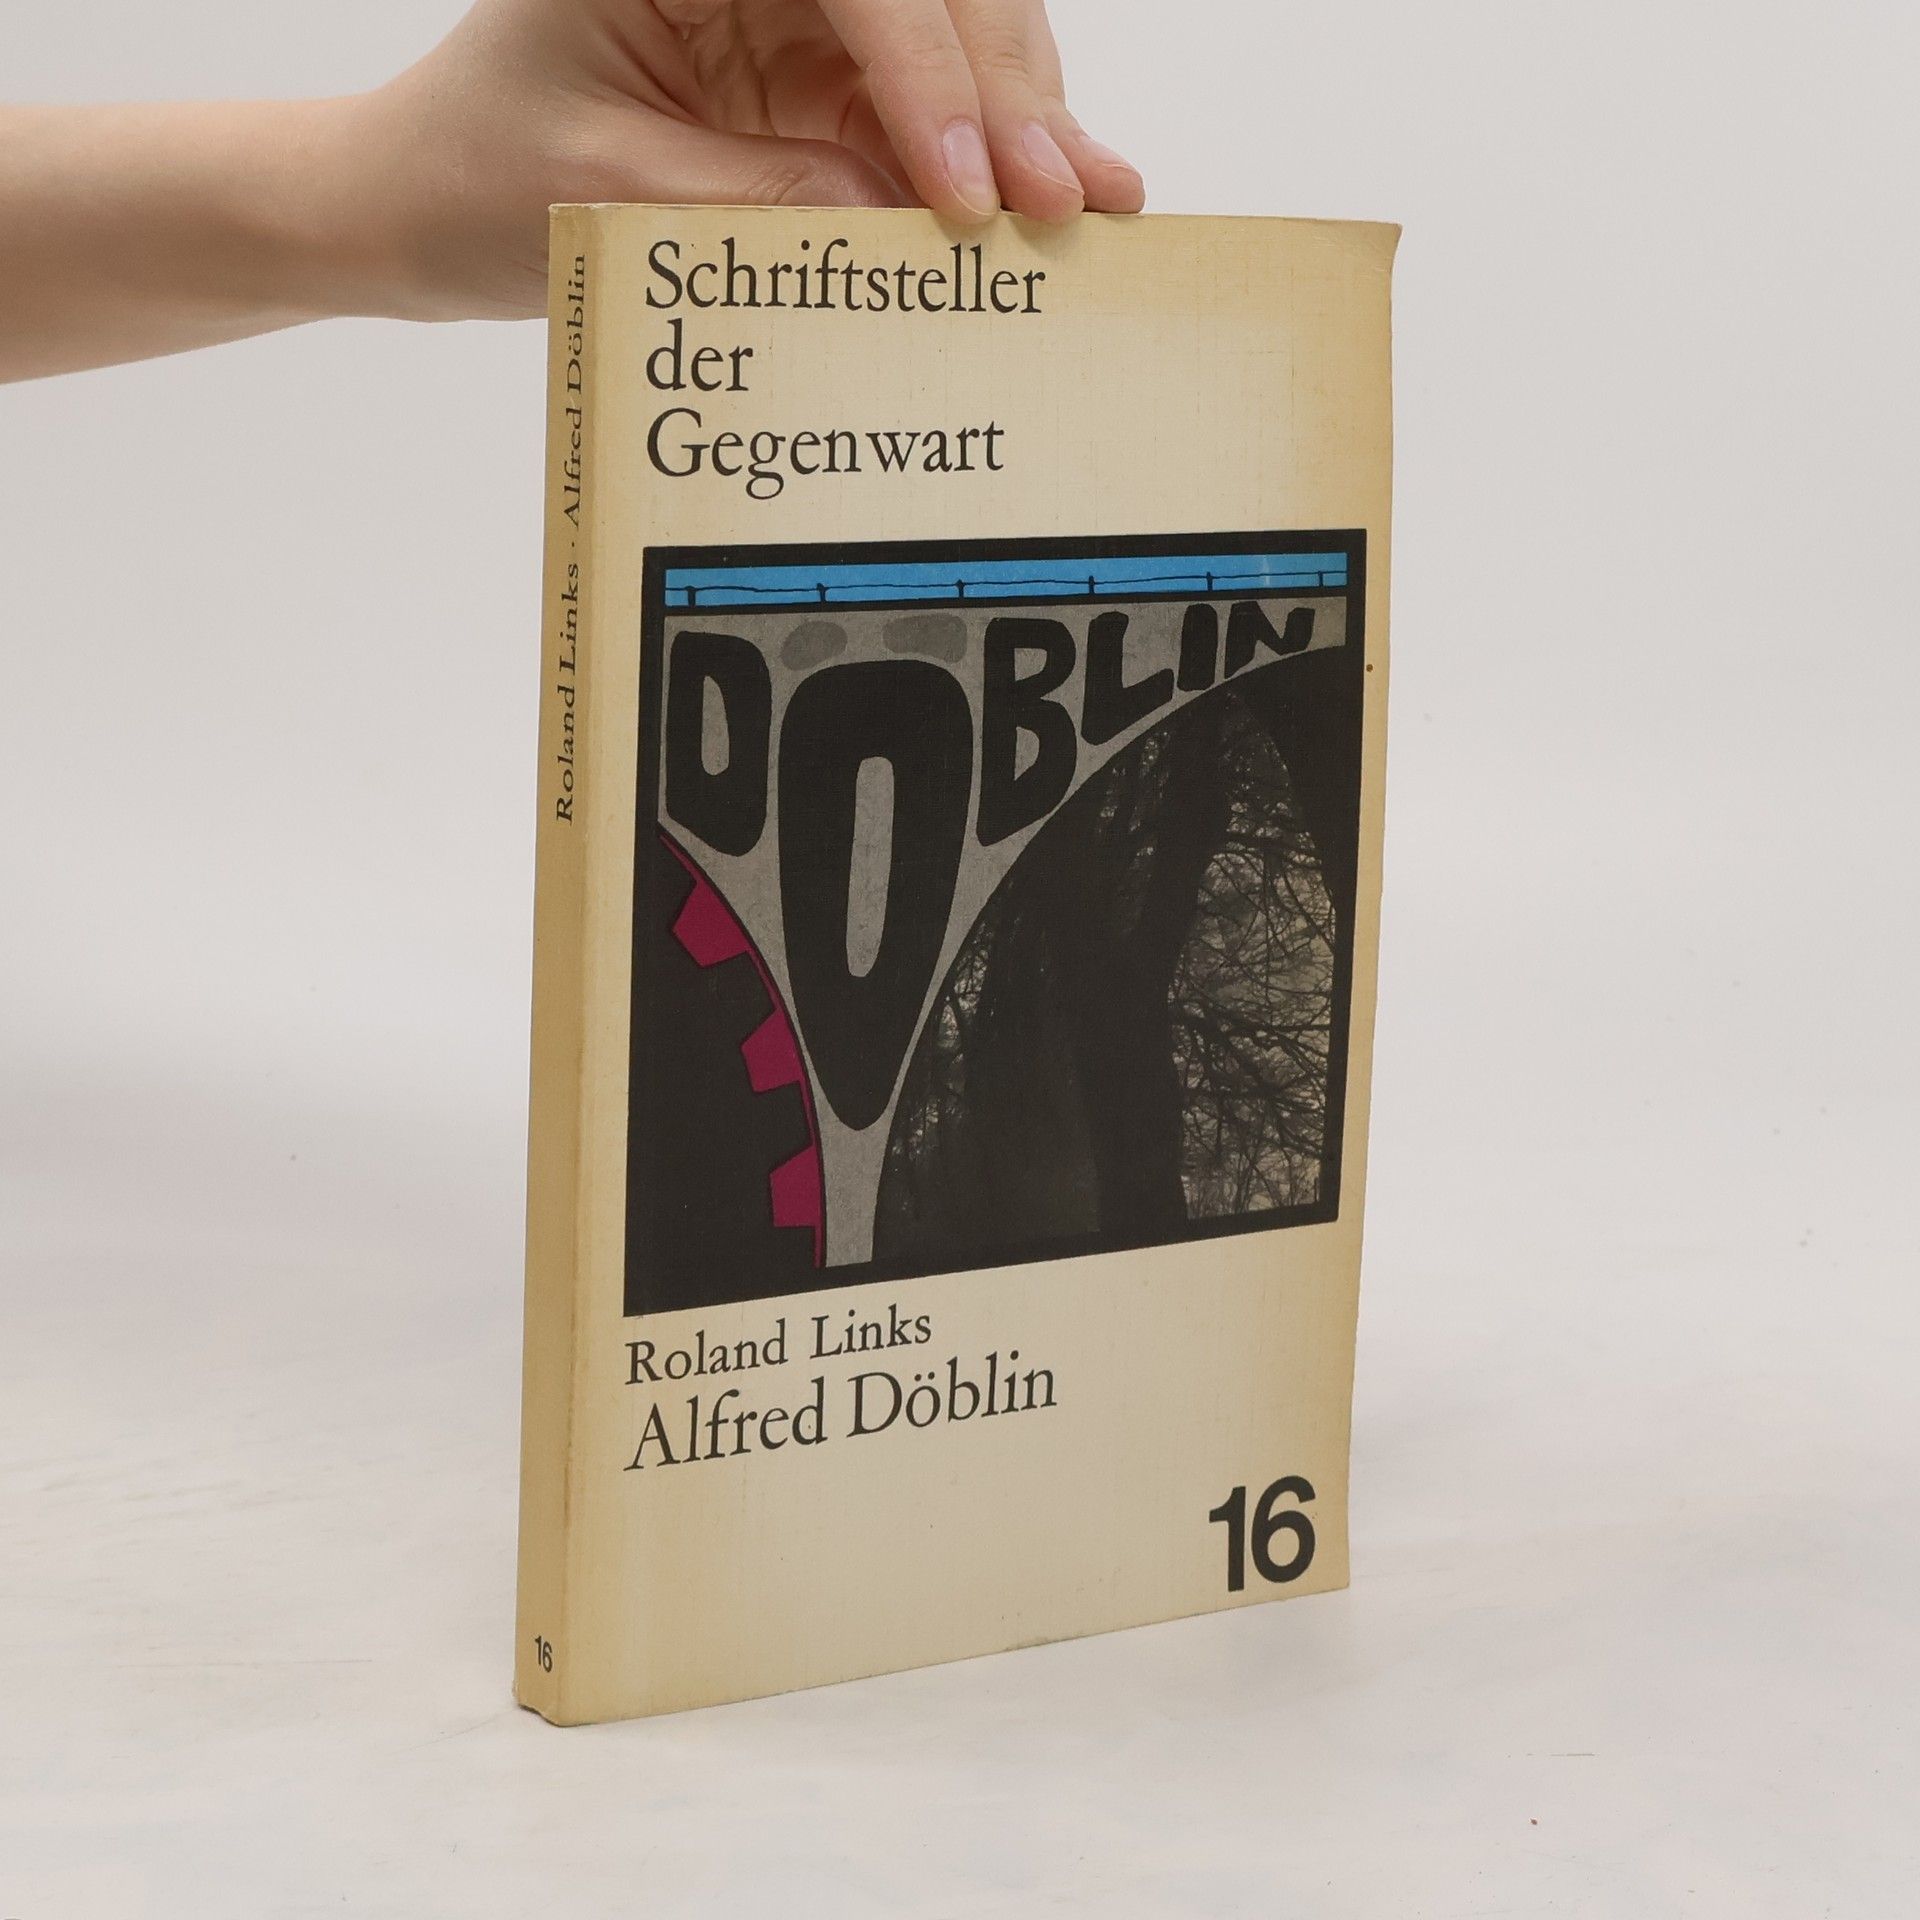 Schriftsteller
der
Gegenwart
DÖBLIN
Roland Links
Alfred Döblin
16
Roland Links · Alfred Döblin
16